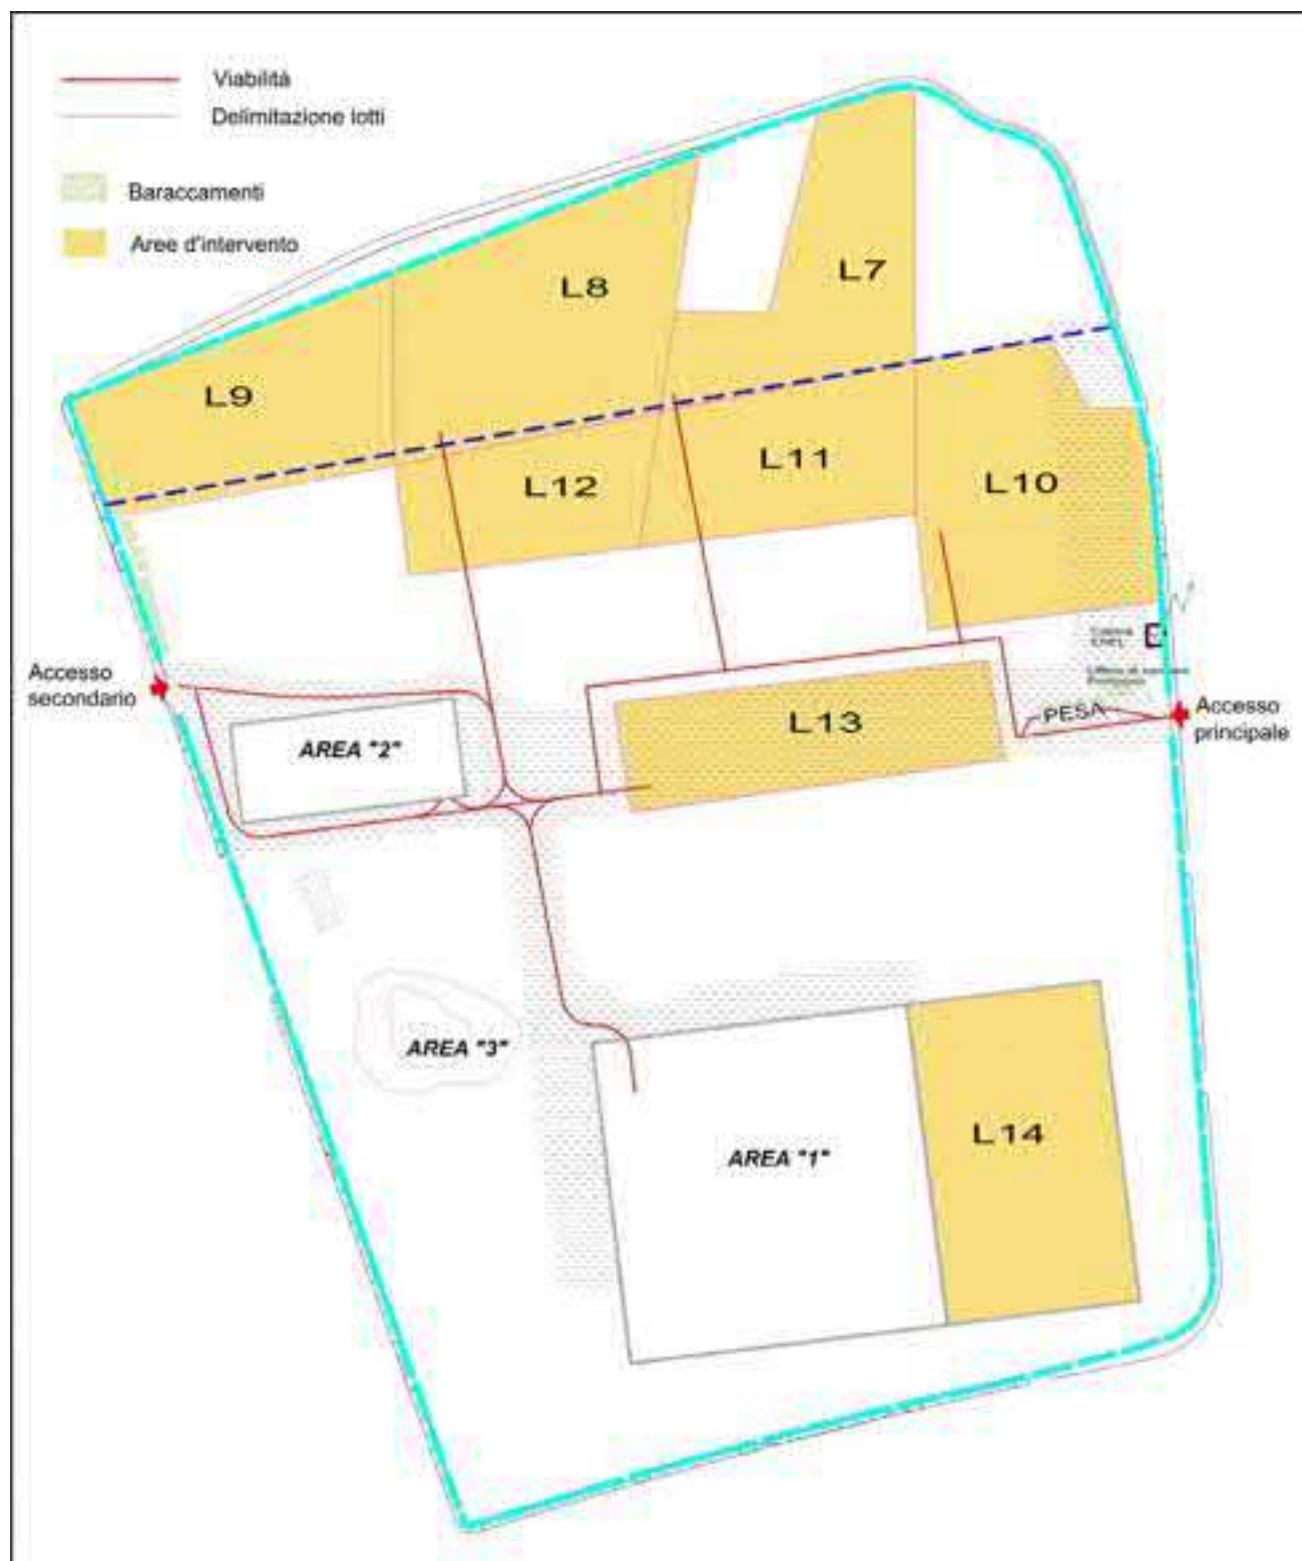 Viabilità
Delimitazione lotti
Baraccamenti
Aree d'intervento
L8
L7
L9
L11
L12
L10
Accesso
secondario
AREA "2"
L13
PESA
Accesso
principale
AREA "3"
L14
AREA "1"